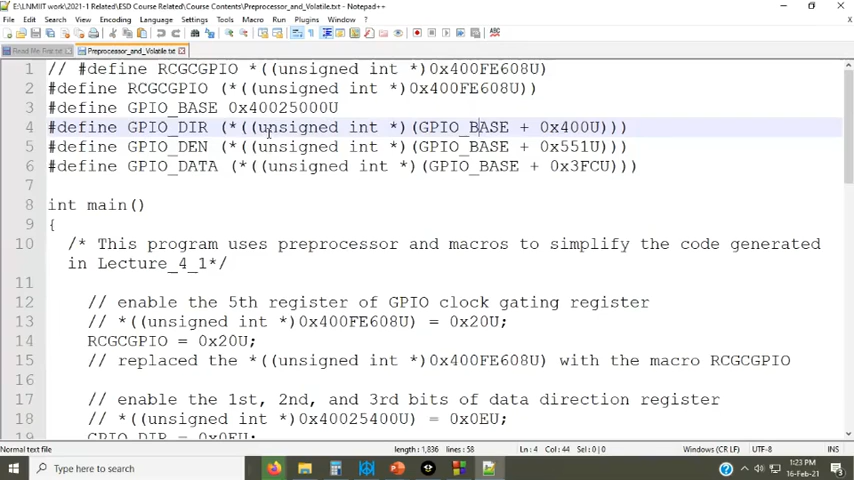 E:\LNMIIT work\2021-1 Related\ESD Course Related\Course Contents\Preprocessor_and_Volatile.txt - Notepad++
File Edit Search View Encoding Language Settings Tools Macro Run Plugins Window ?
Read Me First.txt Preprocessor_and_Volatile.txt
1 // #define RCGCGPIO *((unsigned int *)0x400FE608U)
2 #define RCGCGPIO (*((unsigned int *)0x400FE608U))
3 #define GPIO_BASE 0x40025000U
4 #define GPIO_DIR (*((unsigned int *)(GPIO_BASE + 0x400U)))
5 #define GPIO_DEN (*((unsigned int *)(GPIO_BASE + 0x551U)))
6 #define GPIO_DATA (*((unsigned int *)(GPIO_BASE + 0x3FCU)))
7
8 int main()
9 {
10 /* This program uses preprocessor and macros to simplify the code generated
in Lecture_4_1*/
11
12 // enable the 5th register of GPIO clock gating register
13 // *((unsigned int *)0x400FE608U) = 0x20U;
14 RCGCGPIO = 0x20U;
15 // replaced the *((unsigned int *)0x400FE608U) with the macro RCGCGPIO
16
17 // enable the 1st, 2nd, and 3rd bits of data direction register
18 // *((unsigned int *)0x40025400U) = 0x0EU;
19 GPIO_DIR = 0x0EU;
Normal text file length : 1,836 lines : 58 Ln : 4 Col : 44 Sel : 0 | 0 Windows (CR LF) UTF-8 INS
Type here to search
1:23 PM
16-Feb-21